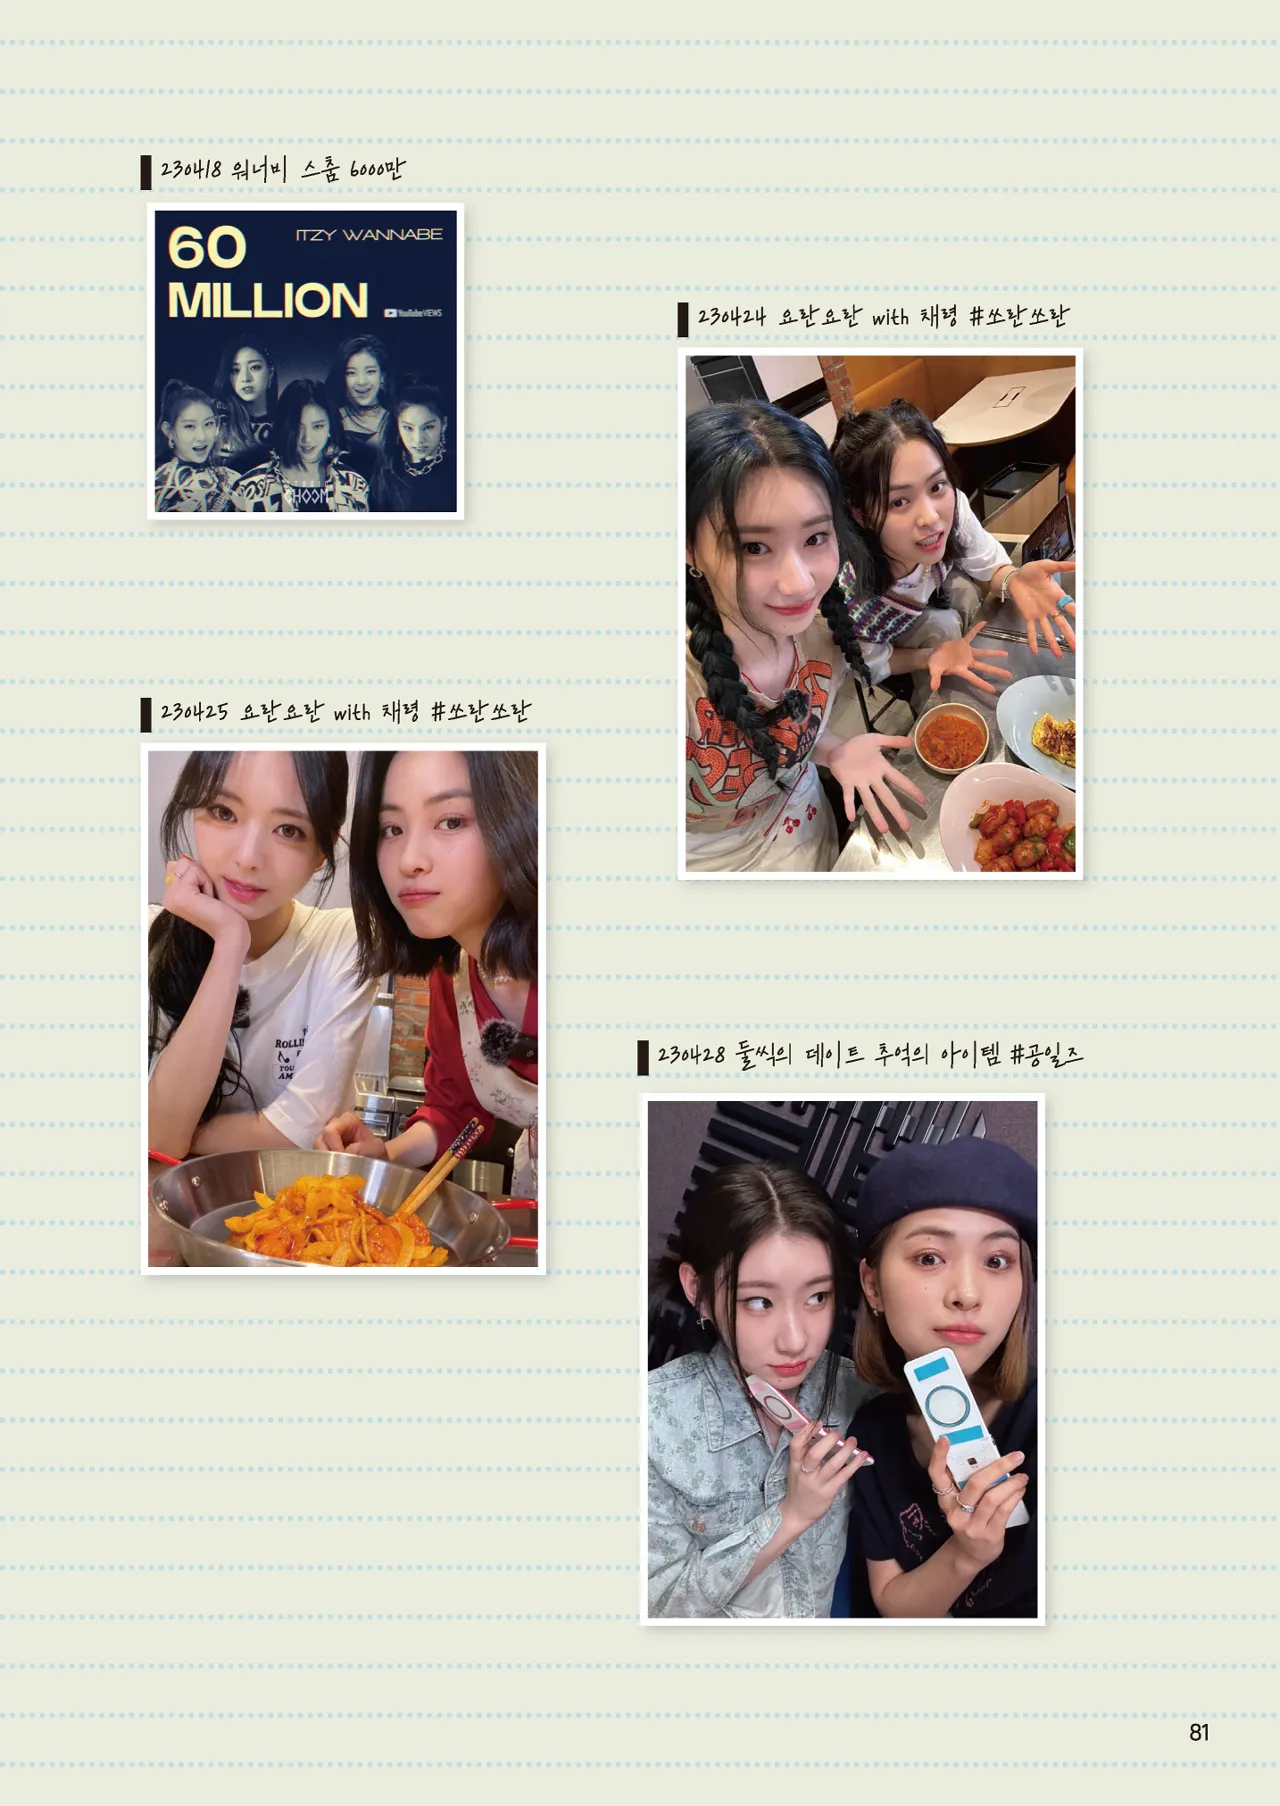 230418 워너비 스춤 6000만
60
MILLION
ITZY WANNABE
YouTube VIEWS
STUDIO
CHOOM
230424 요란요란 with 채령 #쏘란쏘란
230425 요란요란 with 채령 #쏘란쏘란
230428 둘씩의 데이트 추억의 아이템 #공일즈
81